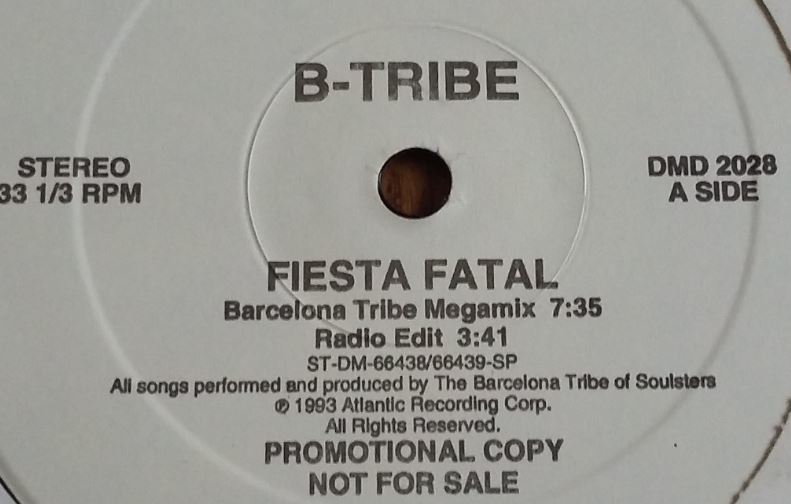 B-TRIBE
STEREO
33 1/3 RPM
DMD 2028
A SIDE
FIESTA FATAL
Barcelona Tribe Megamix 7:35
Radio Edit 3:41
ST-DM-66438/66439-SP
All songs performed and produced by The Barcelona Tribe of Soulsters
℗ 1993 Atlantic Recording Corp.
All Rights Reserved.
PROMOTIONAL COPY
NOT FOR SALE